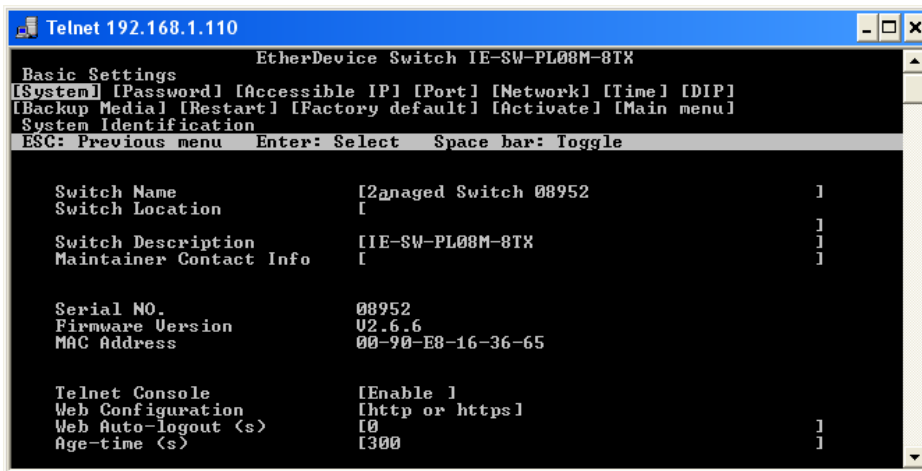 Telnet 192.168.1.110
EtherDevice Switch IE-SW-PL08M-8TX
Basic Settings
[System] [Password] [Accessible IP] [Port] [Network] [Time] [DIP]
[Backup Media] [Restart] [Factory default] [Activate] [Main menu]
System Identification
ESC: Previous menu Enter: Select Space bar: Toggle
Switch Name [2anaged Switch 08952 ]
Switch Location [
]
Switch Description [IE-SW-PL08M-8TX ]
Maintainer Contact Info [ ]
Serial NO. 08952
Firmware Version V2.6.6
MAC Address 00-90-E8-16-36-65
Telnet Console [Enable ]
Web Configuration [http or https]
Web Auto-logout (s) [0 ]
Age-time (s) [300 ]